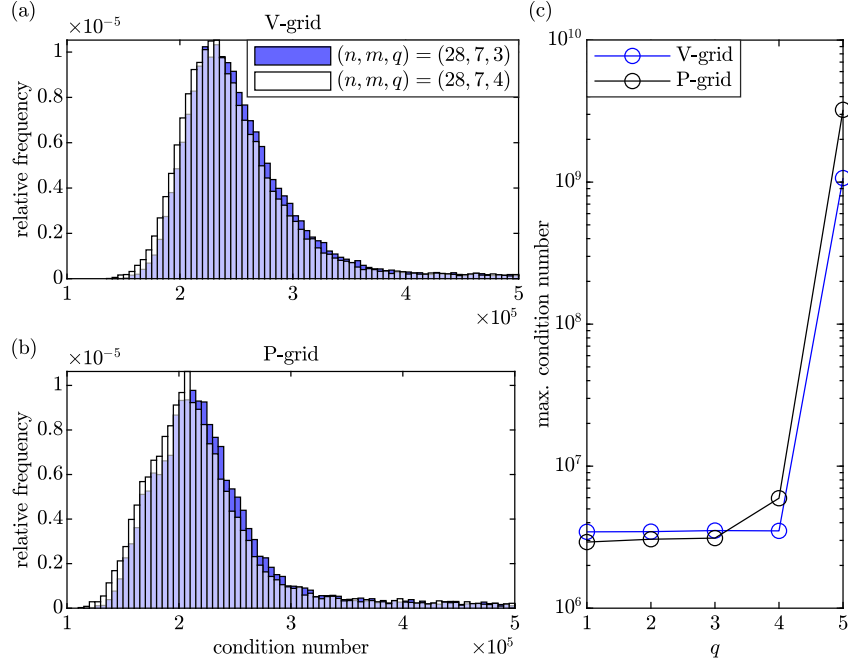 (a)
V-grid
×10⁻⁵
(n, m, q) = (28, 7, 3)
(n, m, q) = (28, 7, 4)
relative frequency
1
0.8
0.6
0.4
0.2
0
1 2 3 4 5
×10⁵
(b)
P-grid
×10⁻⁵
relative frequency
1
0.8
0.6
0.4
0.2
0
1 2 3 4 5
condition number
×10⁵
(c)
V-grid
P-grid
max. condition number
10¹⁰
10⁹
10⁸
10⁷
10⁶
1 2 3 4 5
q